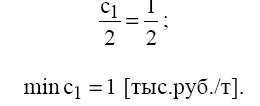 c₁/2 = 1/2 ;
min c₁ = 1 [тыс.руб./т].